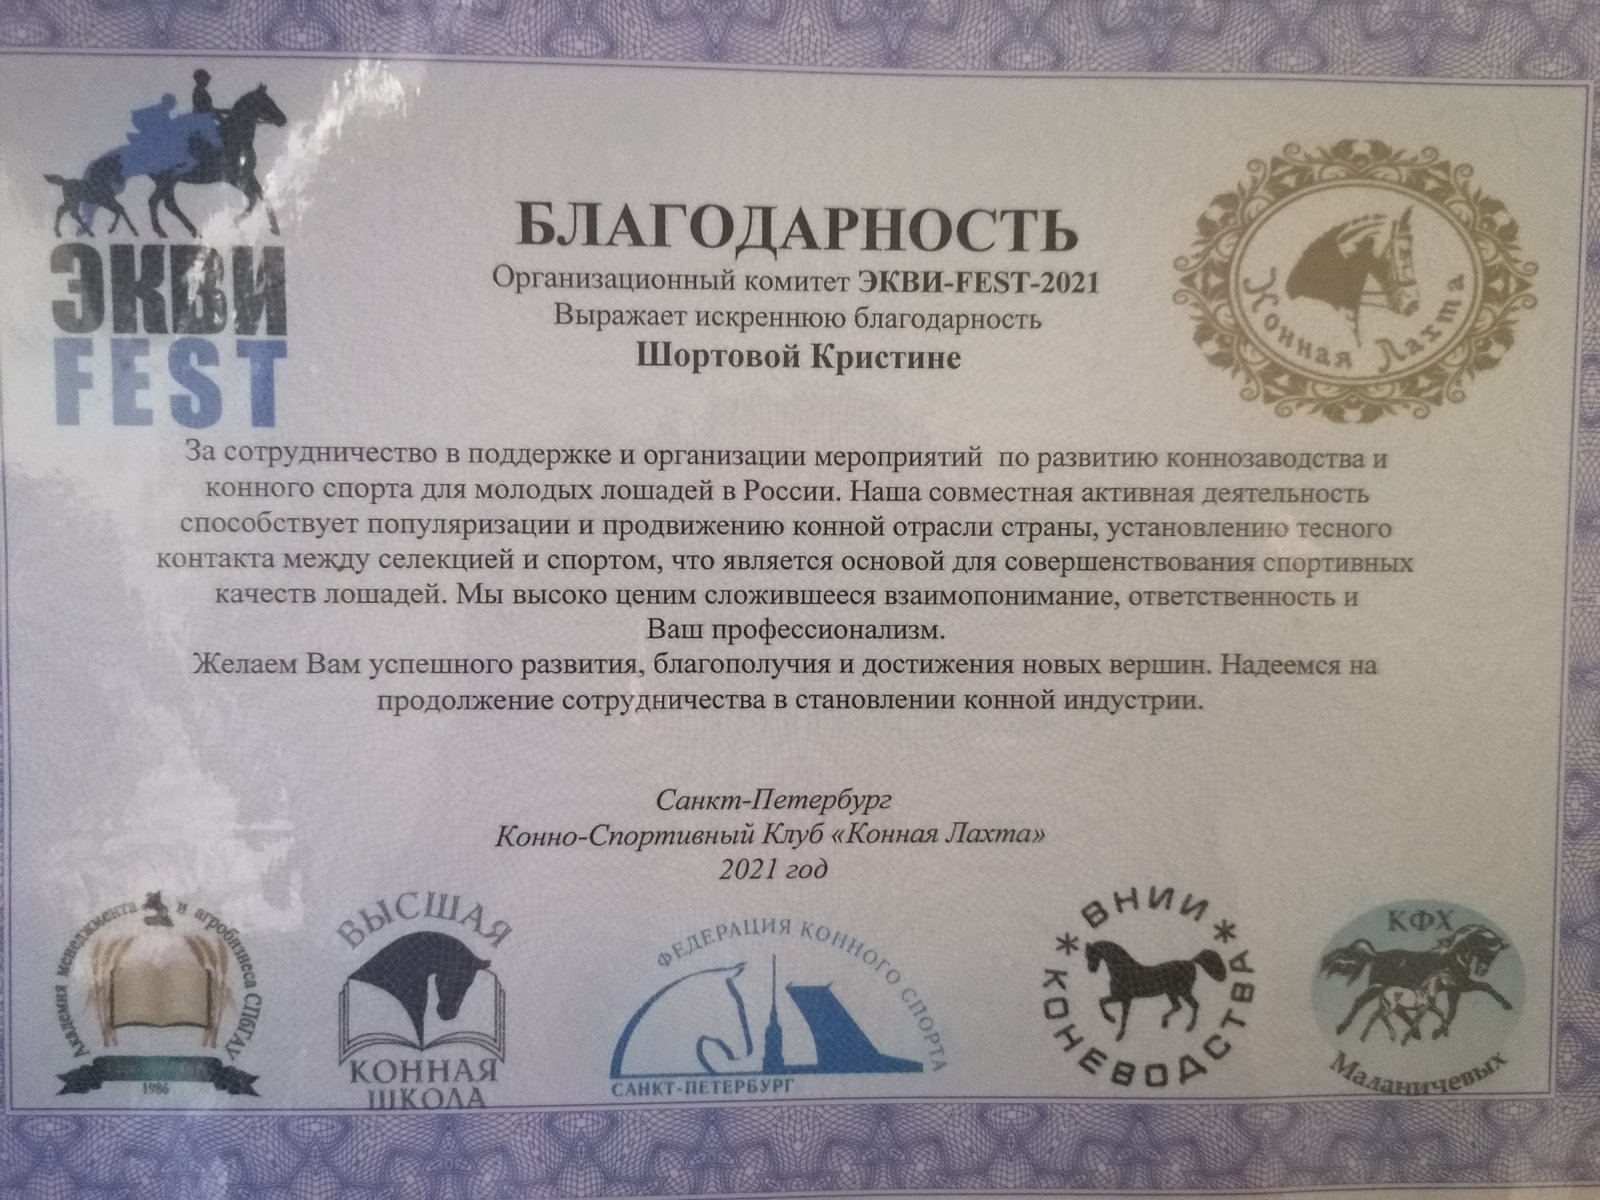 ЭКВИ
FEST
Конная Лахта
БЛАГОДАРНОСТЬ
Организационный комитет ЭКВИ-FEST-2021
Выражает искреннюю благодарность
Шортовой Кристине
За сотрудничество в поддержке и организации мероприятий по развитию коннозаводства и
конного спорта для молодых лошадей в России. Наша совместная активная деятельность
способствует популяризации и продвижению конной отрасли страны, установлению тесного
контакта между селекцией и спортом, что является основой для совершенствования спортивных
качеств лошадей. Мы высоко ценим сложившееся взаимопонимание, ответственность и
Ваш профессионализм.
Желаем Вам успешного развития, благополучия и достижения новых вершин. Надеемся на
продолжение сотрудничества в становлении конной индустрии.
Санкт-Петербург
Конно-Спортивный Клуб «Конная Лахта»
2021 год
Академия менеджмента и агробизнеса СПбГАУ
1986
ВЫСШАЯ
КОННАЯ
ШКОЛА
ФЕДЕРАЦИЯ КОННОГО СПОРТА
САНКТ-ПЕТЕРБУРГ
* ВНИИ *
КОНЕВОДСТВА
КФХ
Маланичевых